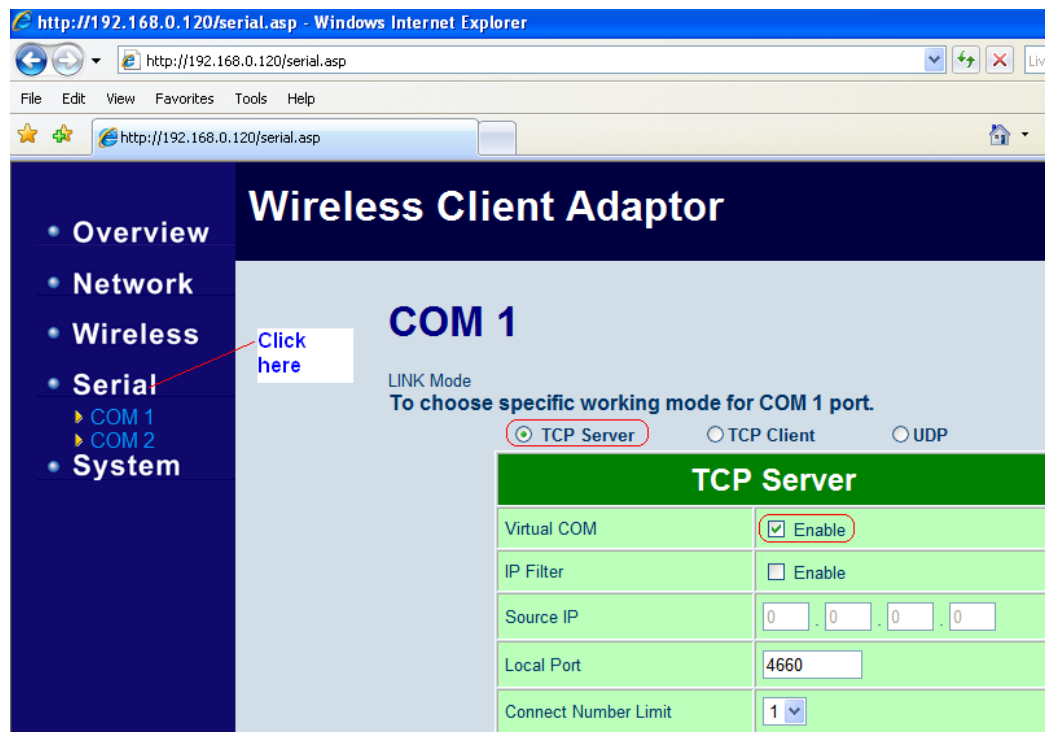 http://192.168.0.120/serial.asp - Windows Internet Explorer
http://192.168.0.120/serial.asp
File Edit View Favorites Tools Help
http://192.168.0.120/serial.asp
Wireless Client Adaptor
Overview
Network
Wireless
Serial
COM 1
COM 2
System
Click
here
COM 1
LINK Mode
To choose specific working mode for COM 1 port.
TCP Server TCP Client UDP
TCP Server
Virtual COM Enable
IP Filter Enable
Source IP 0 . 0 . 0 . 0
Local Port 4660
Connect Number Limit 1